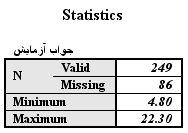 Statistics
جواب آزمایش
N Valid 249
Missing 86
Minimum 4.80
Maximum 22.30